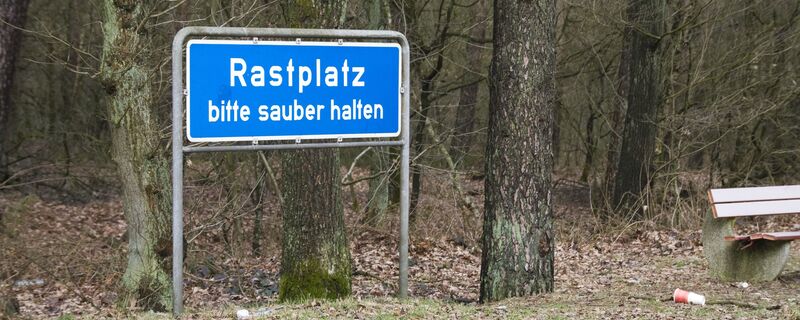 Rastplatz
bitte sauber halten